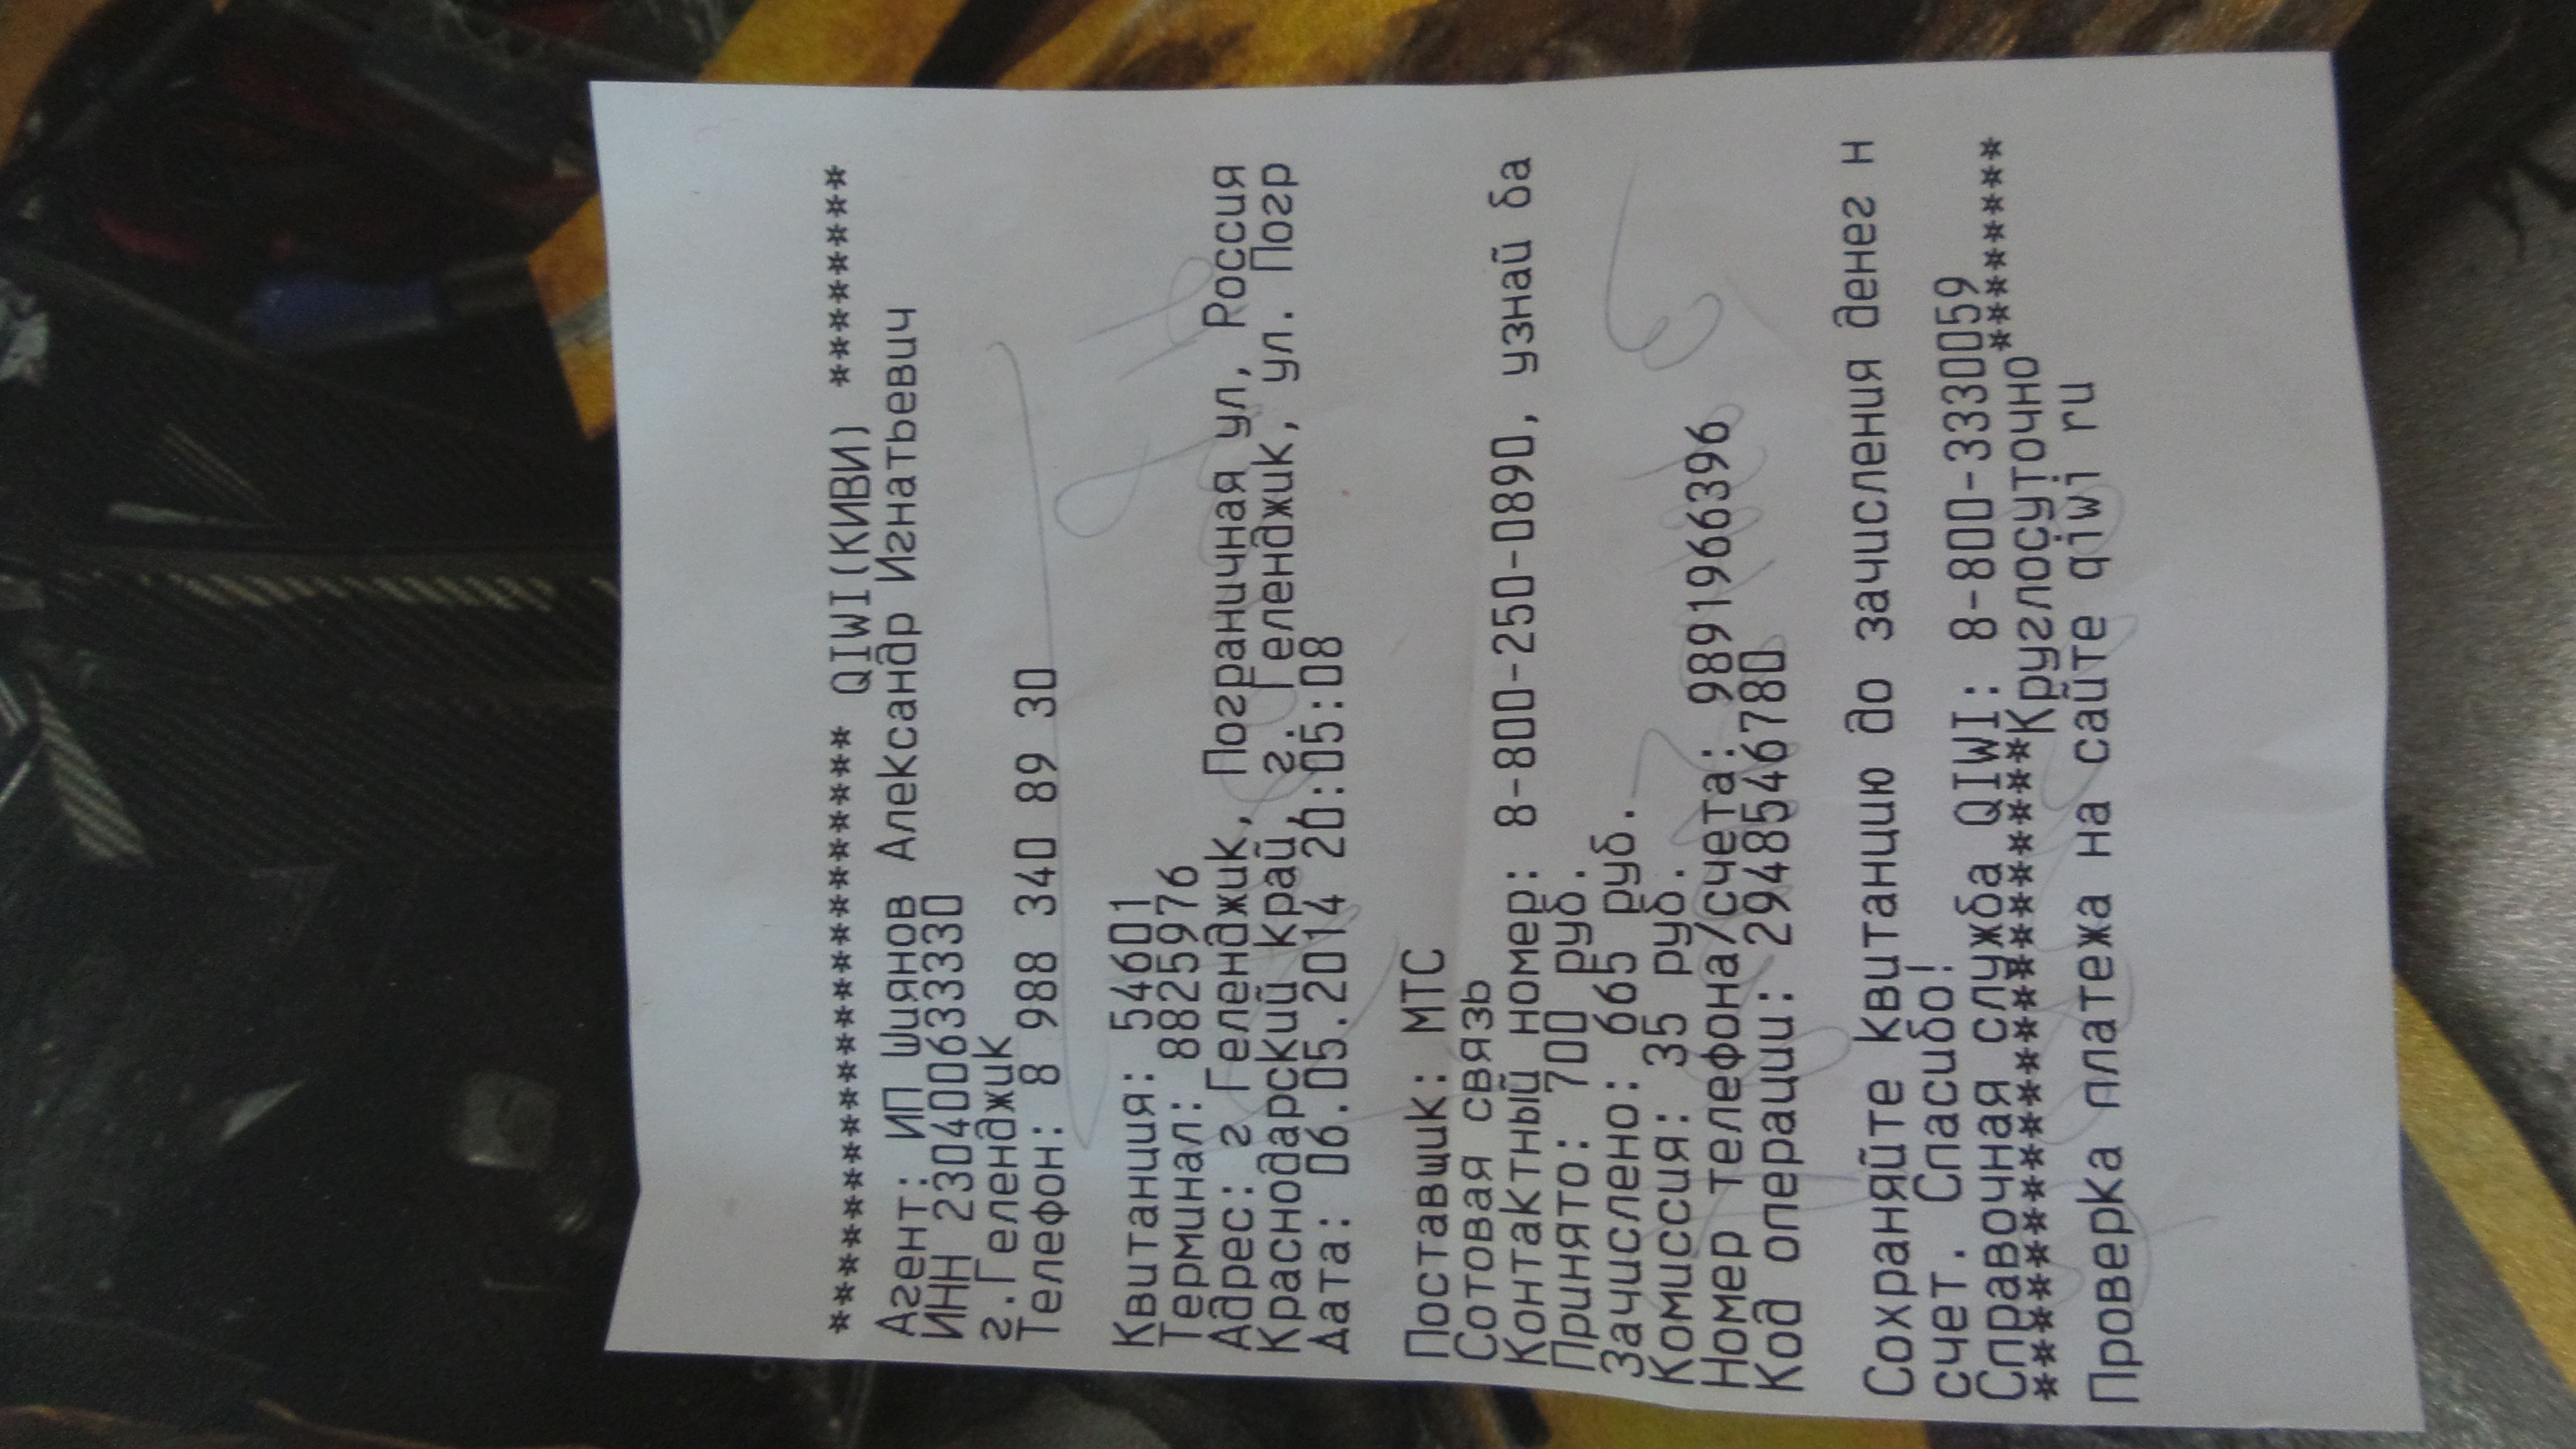 ********************** QIWI(КИВИ) ********
Агент: ИП Шиянов Александр Игнатьевич
ИНН 230400633330
г.Геленджик
Телефон: 8 988 340 89 30
Квитанция: 54601
Терминал: 8825976
Адрес: г Геленджик, Пограничная ул, Россия
Краснодарский край, г. Геленджик, ул. Погр
Дата: 06.05.2014 20:05:08
Поставщик: МТС
Сотовая связь
Контактный номер: 8-800-250-0890, узнай ба
Принято: 700 руб.
Зачислено: 665 руб.
Комиссия: 35 руб.
Номер телефона/счета: 9891966396
Код операции: 29485546780
Сохраняйте квитанцию до зачисления денег н
счет. Спасибо!
Справочная служба QIWI: 8-800-3330059
************************Круглосуточно********
Проверка платежа на сайте qiwi ru